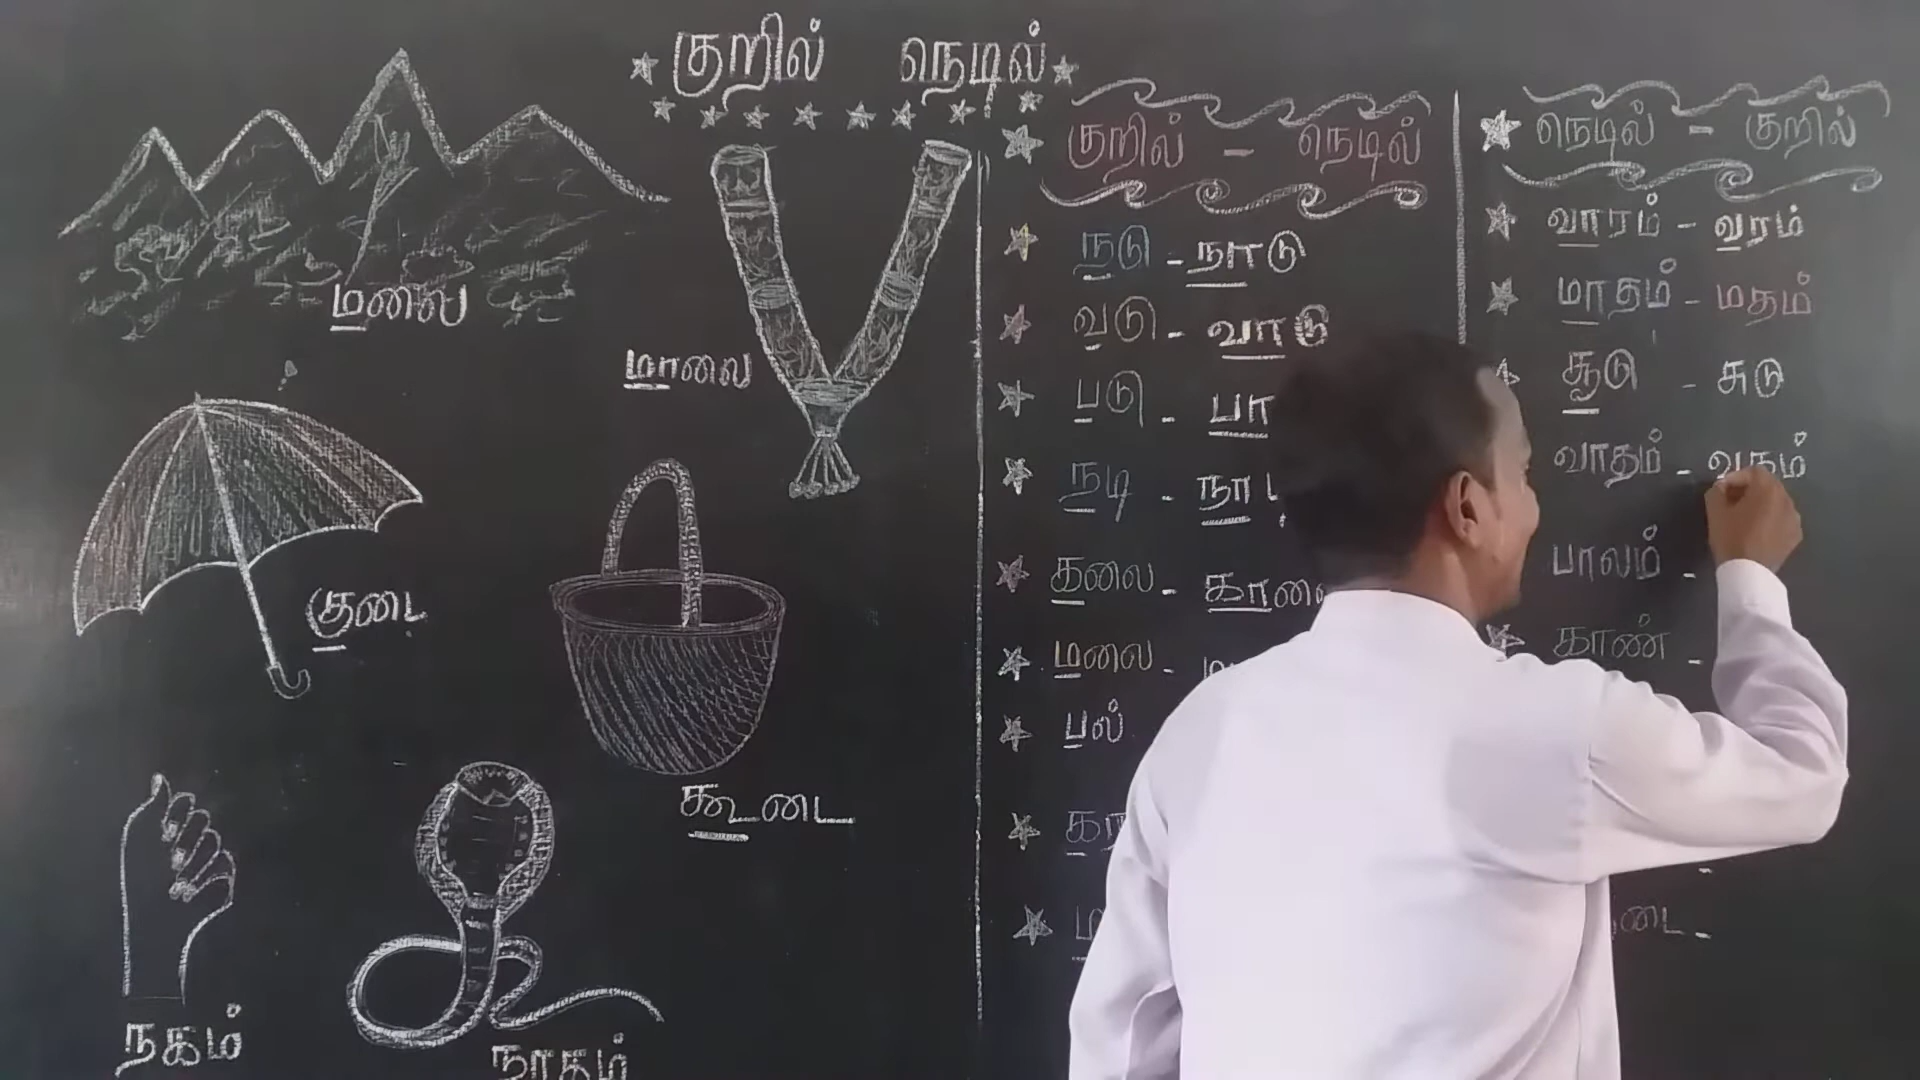 குறில் நெடில்
மலை
மாலை
குடை
கூடை
நகம்
நாகம்
குறில் - நெடில்
நடு - நாடு
வடு - வாடு
படு - பா
நடி - நா
தலை - காலை
மலை -
பல்
நெடில் - குறில்
வாரம் - வரம்
மாதம் - மதம்
சூடு - சுடு
வாதம் - வதம்
பாலம் -
காண் -